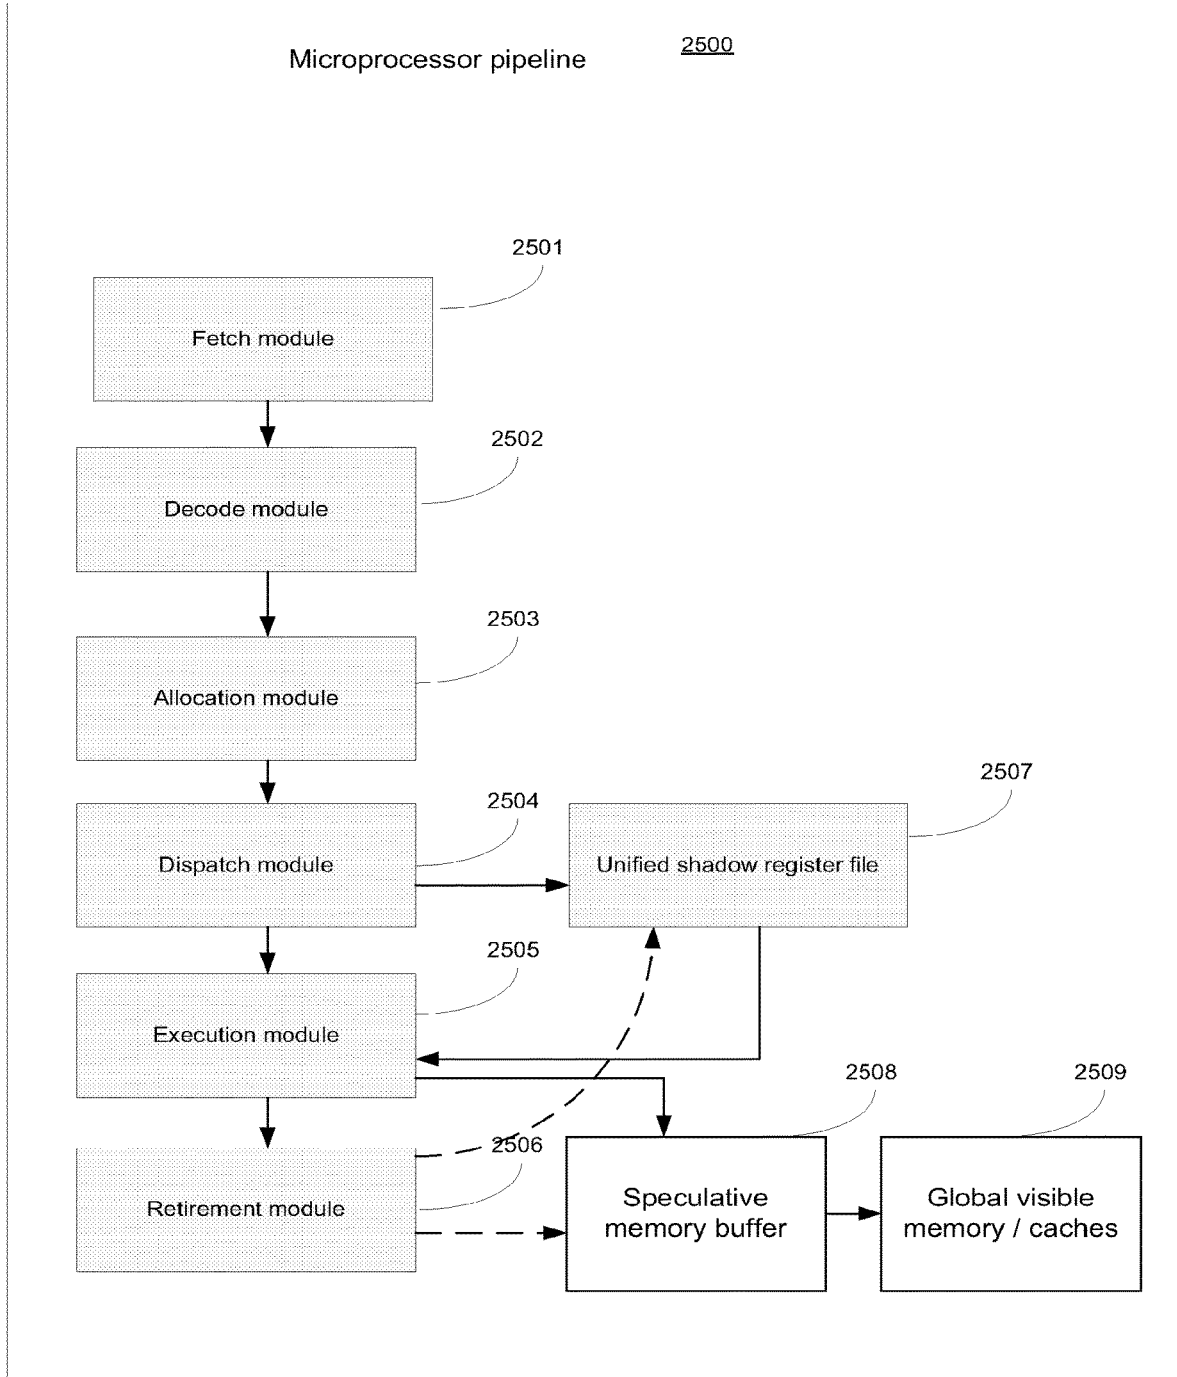 Microprocessor pipeline
2500
2501
Fetch module
2502
Decode module
2503
Allocation module
2504
Dispatch module
2507
Unified shadow register file
2505
Execution module
2506
Retirement module
2508
Speculative
memory buffer
2509
Global visible
memory / caches